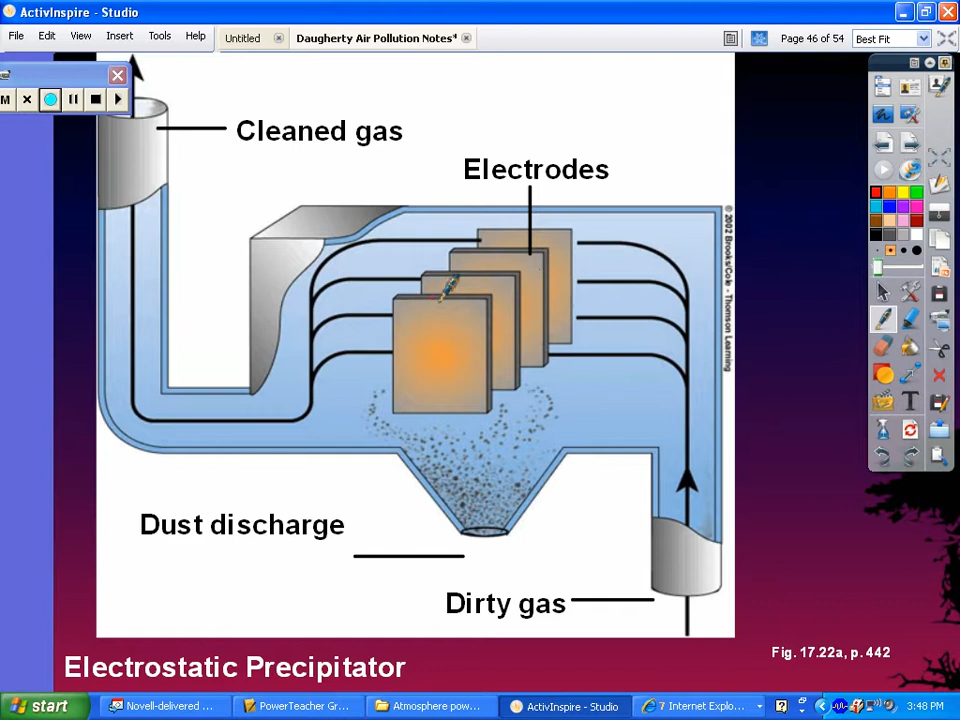 ActivInspire - Studio
File Edit View Insert Tools Help
Untitled
Daugherty Air Pollution Notes*
Page 46 of 54
Best Fit
M
Cleaned gas
Electrodes
© 2002 Brooks/Cole - Thomson Learning
Dust discharge
Dirty gas
Electrostatic Precipitator
Fig. 17.22a, p. 442
start
Novell-delivered ...
PowerTeacher Gr...
Atmosphere pow...
ActivInspire - Studio
7 Internet Explo...
3:48 PM